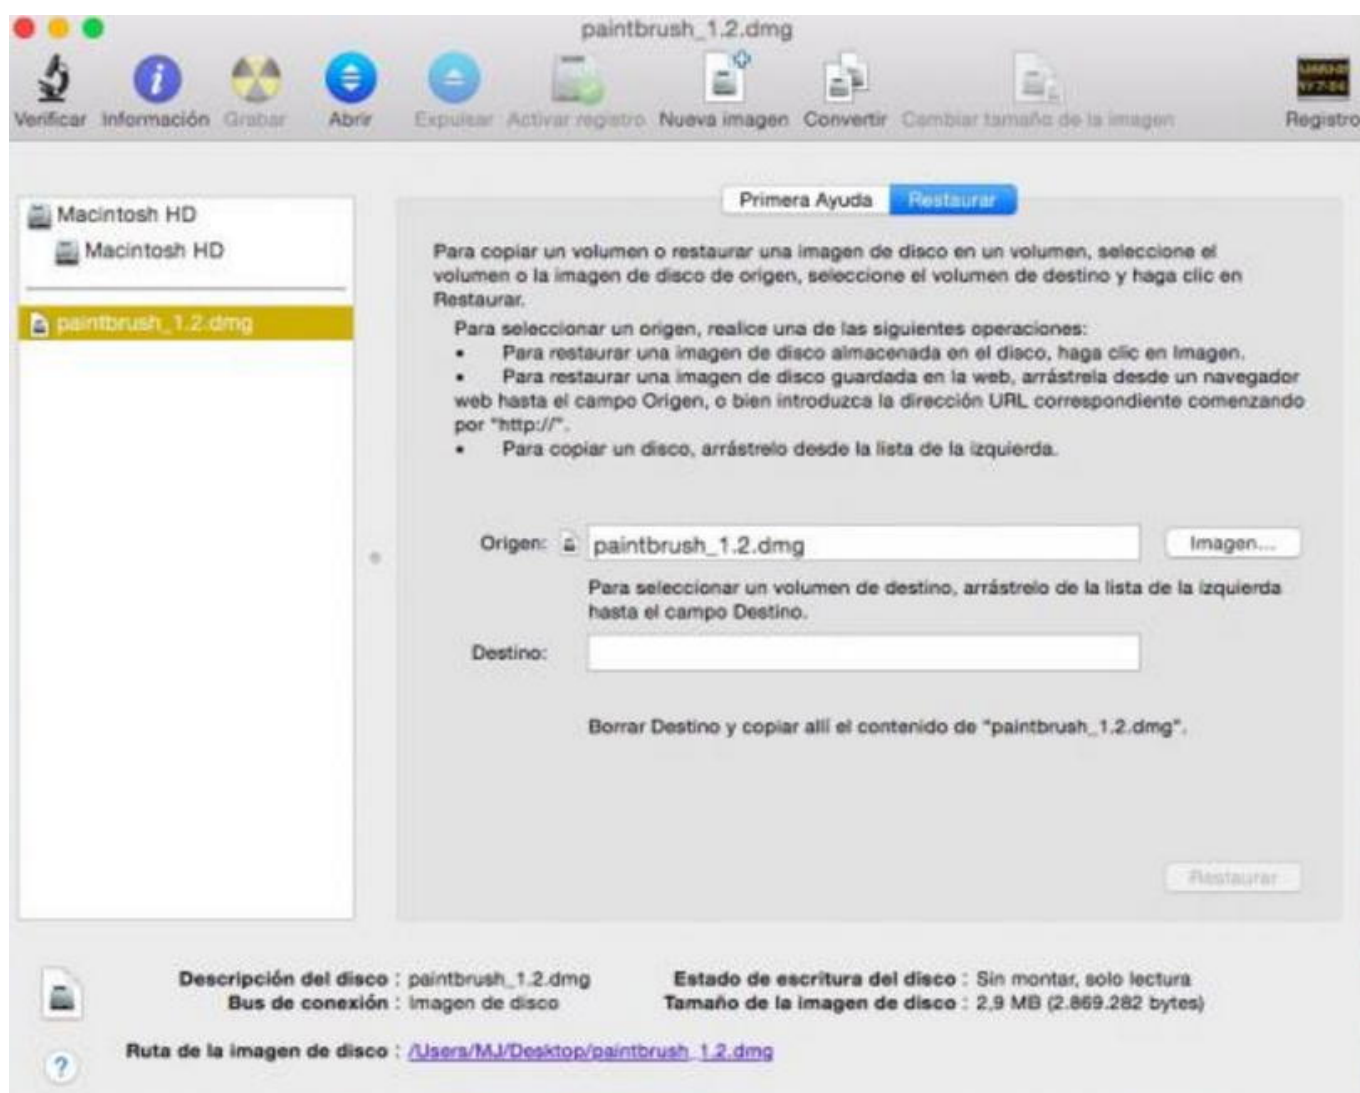 paintbrush_1.2.dmg
Verificar Información Grabar Abrir Expulsar Activar registro Nueva imagen Convertir Cambiar tamaño de la imagen Registro
Primera Ayuda Restaurar
Macintosh HD
Macintosh HD
paintbrush_1.2.dmg
Para copiar un volumen o restaurar una imagen de disco en un volumen, seleccione el
volumen o la imagen de disco de origen, seleccione el volumen de destino y haga clic en
Restaurar.
Para seleccionar un origen, realice una de las siguientes operaciones:
• Para restaurar una imagen de disco almacenada en el disco, haga clic en Imagen.
• Para restaurar una imagen de disco guardada en la web, arrástrela desde un navegador
web hasta el campo Origen, o bien introduzca la dirección URL correspondiente comenzando
por "http://".
• Para copiar un disco, arrástrelo desde la lista de la izquierda.
Origen: paintbrush_1.2.dmg Imagen...
Para seleccionar un volumen de destino, arrástrelo de la lista de la izquierda
hasta el campo Destino.
Destino:
Borrar Destino y copiar allí el contenido de "paintbrush_1.2.dmg".
Restaurar
Descripción del disco : paintbrush_1.2.dmg Estado de escritura del disco : Sin montar, solo lectura
Bus de conexión : Imagen de disco Tamaño de la imagen de disco : 2,9 MB (2.869.282 bytes)
Ruta de la imagen de disco : /Users/MJ/Desktop/paintbrush_1.2.dmg
?